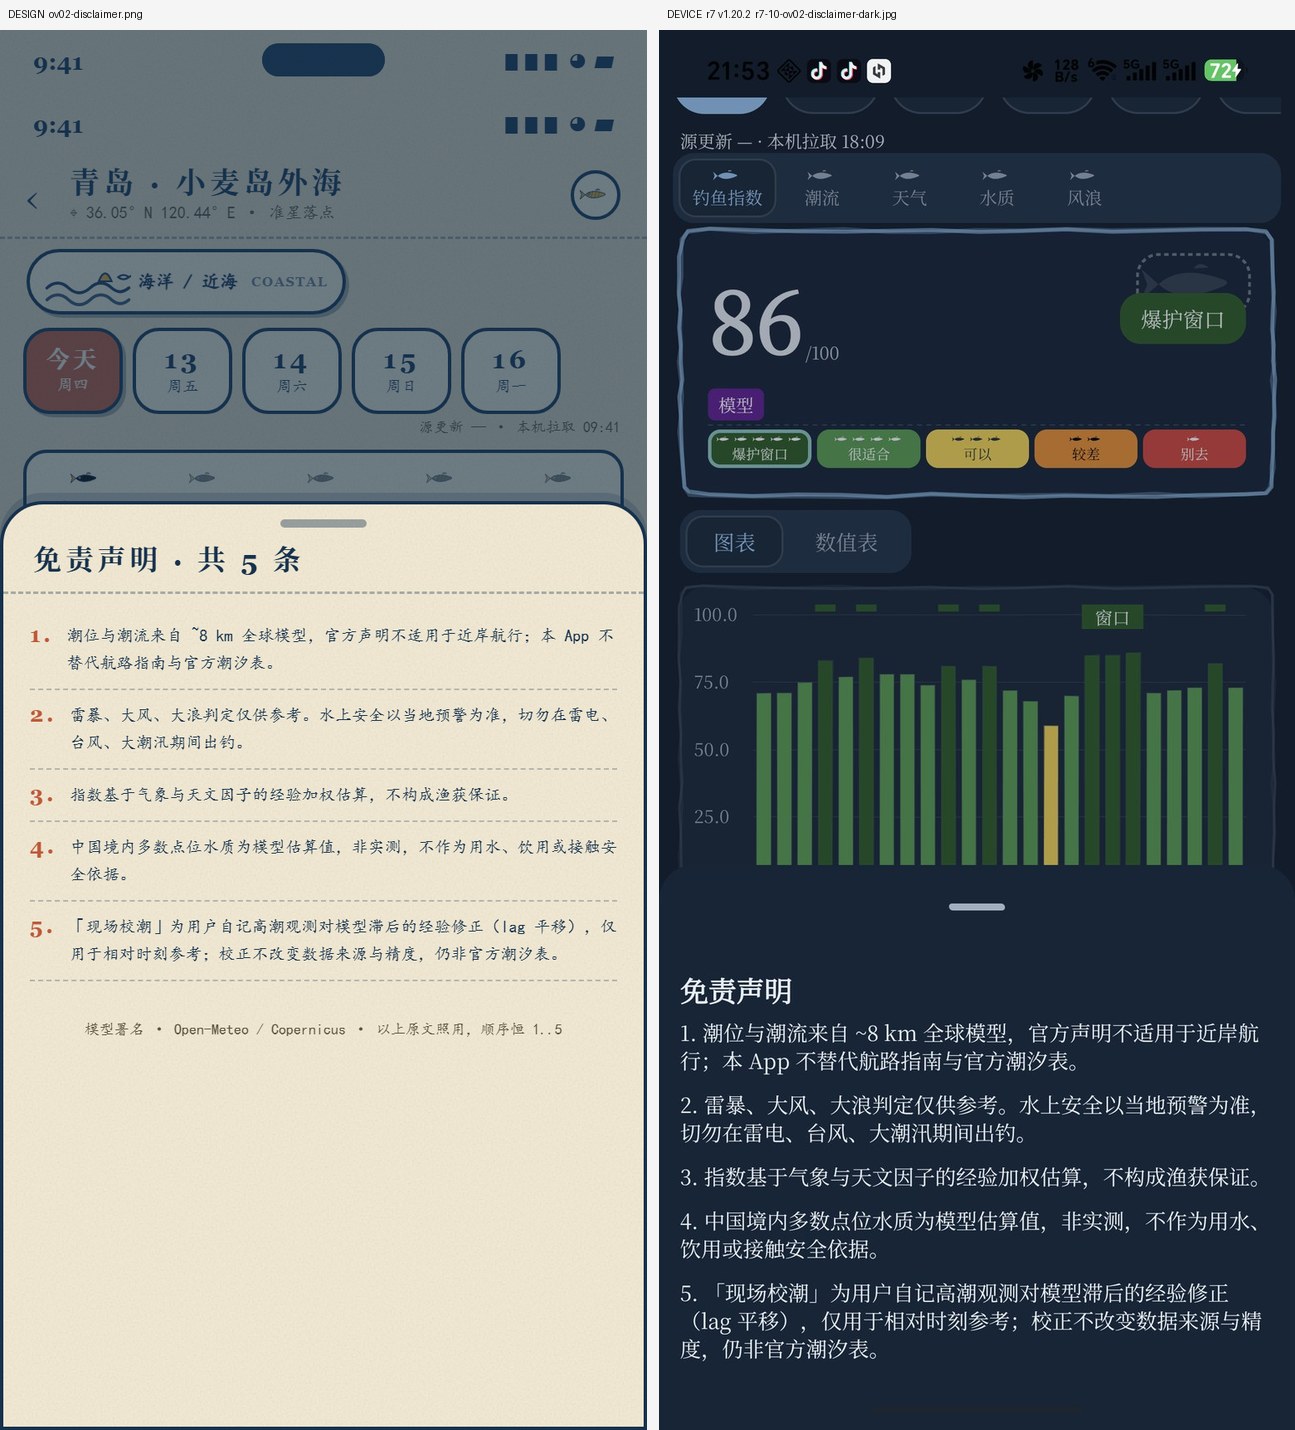 DESIGN ov02-disclaimer.png
9:41
9:41
青岛 · 小麦岛外海
36.05° N 120.44° E • 准星落点
海洋 / 近海 COASTAL
今天
周四
13
周五
14
周六
15
周日
16
周一
源更新 — • 本机拉取 09:41
免责声明 · 共 5 条
1. 潮位与潮流来自 ~8 km 全球模型，官方声明不适用于近岸航行；本 App 不
替代航路指南与官方潮汐表。
2. 雷暴、大风、大浪判定仅供参考。水上安全以当地预警为准，切勿在雷电、
台风、大潮汛期间出钓。
3. 指数基于气象与天文因子的经验加权估算，不构成渔获保证。
4. 中国境内多数点位水质为模型估算值，非实测，不作为用水、饮用或接触安
全依据。
5. 「现场校潮」为用户自记高潮观测对模型滞后的经验修正（lag 平移），仅
用于相对时刻参考；校正不改变数据来源与精度，仍非官方潮汐表。
模型署名 • Open-Meteo / Copernicus • 以上原文照用，顺序恒 1..5
DEVICE r7 v1.20.2 r7-10-ov02-disclaimer-dark.jpg
21:53
128
B/s
6
5G
5G
72
源更新 — · 本机拉取 18:09
钓鱼指数
潮流
天气
水质
风浪
86/100
爆护窗口
模型
爆护窗口
很适合
可以
较差
别去
图表
数值表
100.0
窗口
75.0
50.0
25.0
免责声明
1. 潮位与潮流来自 ~8 km 全球模型，官方声明不适用于近岸航
行；本 App 不替代航路指南与官方潮汐表。
2. 雷暴、大风、大浪判定仅供参考。水上安全以当地预警为准，
切勿在雷电、台风、大潮汛期间出钓。
3. 指数基于气象与天文因子的经验加权估算，不构成渔获保证。
4. 中国境内多数点位水质为模型估算值，非实测，不作为用水、
饮用或接触安全依据。
5. 「现场校潮」为用户自记高潮观测对模型滞后的经验修正
（lag 平移），仅用于相对时刻参考；校正不改变数据来源与精
度，仍非官方潮汐表。